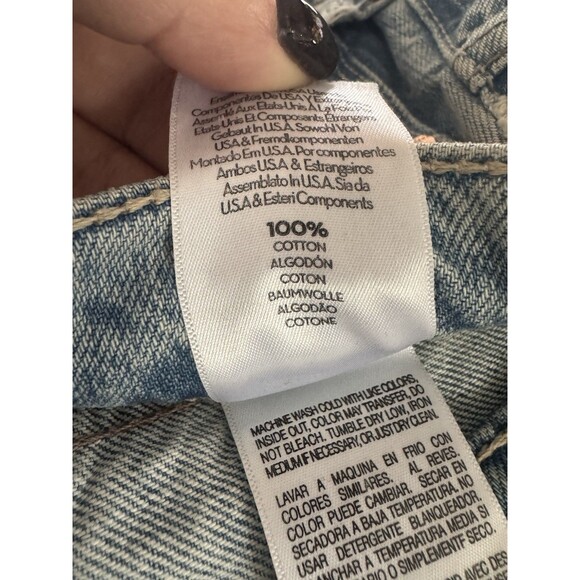 Componentes De U.S.A Y Extranjeros
Assemblé Aux Etats-Unis À La Fois Par
Etats-Unis Et Composants Etrangers
Gebaut In U.S.A. Sowohl Von
USA & Fremdkomponenten
Montado Em U.S.A. Por componentes
Ambos U.S.A & Estrangeiros
Assemblato In U.S.A. Sia da
U.S.A & Esteri Components
100%
COTTON
ALGODÓN
COTON
BAUMWOLLE
ALGODÃO
COTONE
MACHINE WASH COLD WITH LIKE COLORS,
INSIDE OUT. COLOR MAY TRANSFER. DO
NOT BLEACH. TUMBLE DRY LOW, IRON
MEDIUM IF NECESSARY, OR JUST DRY CLEAN.
LAVAR A MAQUINA EN FRIO CON
COLORES SIMILARES. AL REVES.
COLOR PUEDE CAMBIAR. SECAR EN
SECADORA A BAJA TEMPERATURA. NO
USAR DETERGENTE BLANQUEADOR.
PLANCHAR A TEMPERATURA MEDIA SI
O SIMPLEMENTF SECO.
AVEC DES